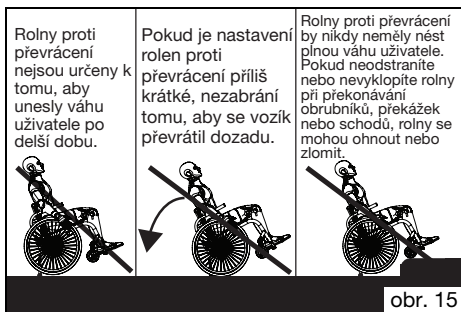 Rolny proti
převrácení
nejsou určeny k
tomu, aby
unesly váhu
uživatele po
delší dobu.
Pokud je nastavení
rolen proti
převrácení příliš
krátké, nezabrání
tomu, aby se vozík
převrátil dozadu.
Rolny proti převrácení
by nikdy neměly nést
plnou váhu uživatele.
Pokud neodstraníte
nebo nevyklopíte rolny
při překonávání
obrubníků, překážek
nebo schodů, rolny se
mohou ohnout nebo
zlomit.
obr. 15